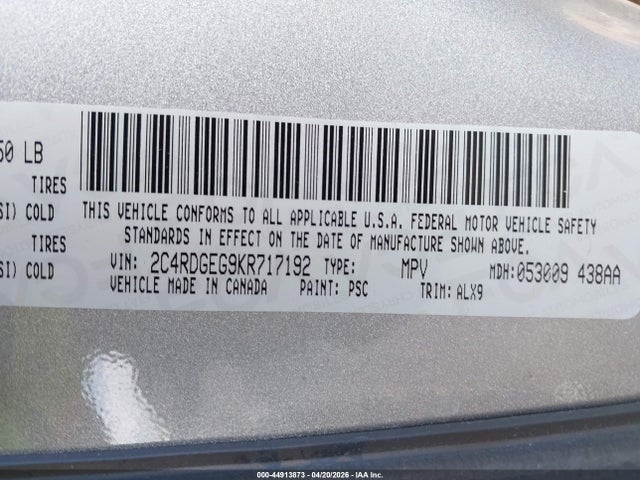 50 LB
TIRES
SI) COLD
TIRES
SI) COLD
THIS VEHICLE CONFORMS TO ALL APPLICABLE U.S.A. FEDERAL MOTOR VEHICLE SAFETY
STANDARDS IN EFFECT ON THE DATE OF MANUFACTURE SHOWN ABOVE.
VIN: 2C4RDGEG9KR717192 TYPE: MPV MDH: 053009 438AA
VEHICLE MADE IN CANADA PAINT: PSC TRIM: ALX9
000-44913873 - 04/20/2026 - IAA Inc.